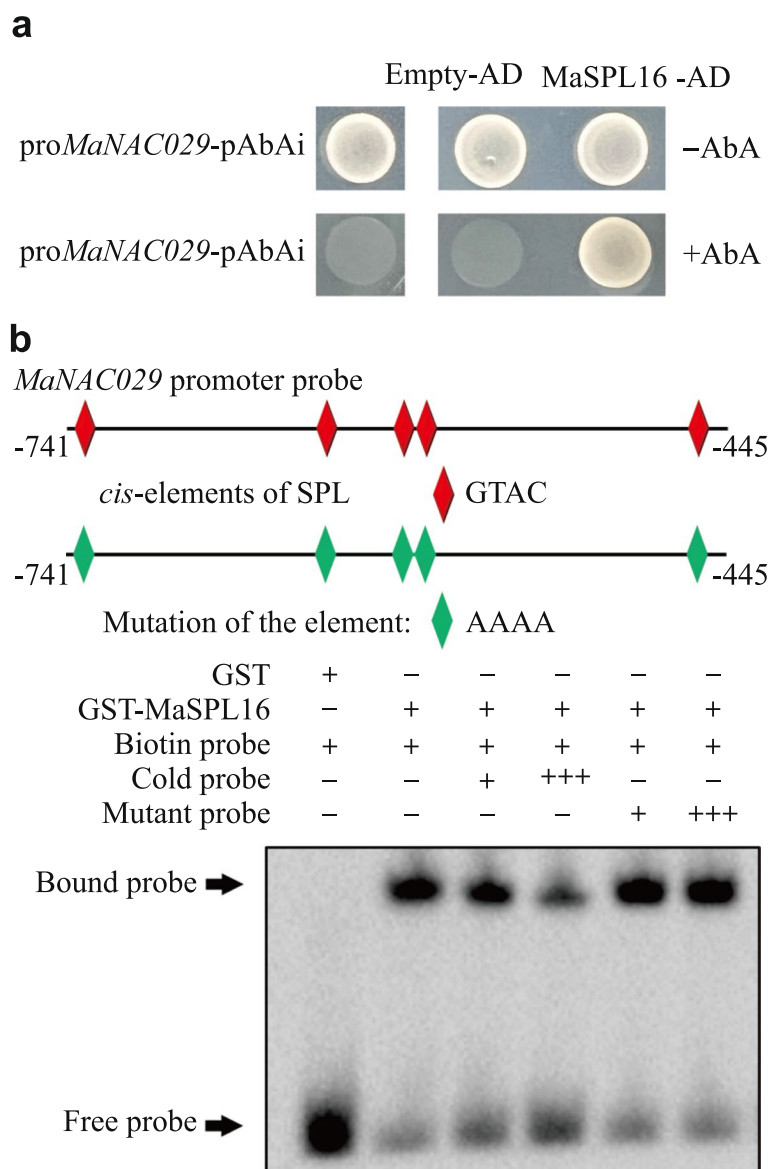 a
Empty-AD MaSPL16 -AD
proMaNAC029-pAbAi −AbA
proMaNAC029-pAbAi +AbA
b
MaNAC029 promoter probe
-741 -445
cis-elements of SPL GTAC
-741 -445
Mutation of the element: AAAA
GST + − − − − −
GST-MaSPL16 − + + + + +
Biotin probe + + + + + +
Cold probe − − + +++ − −
Mutant probe − − − − + +++
Bound probe
Free probe